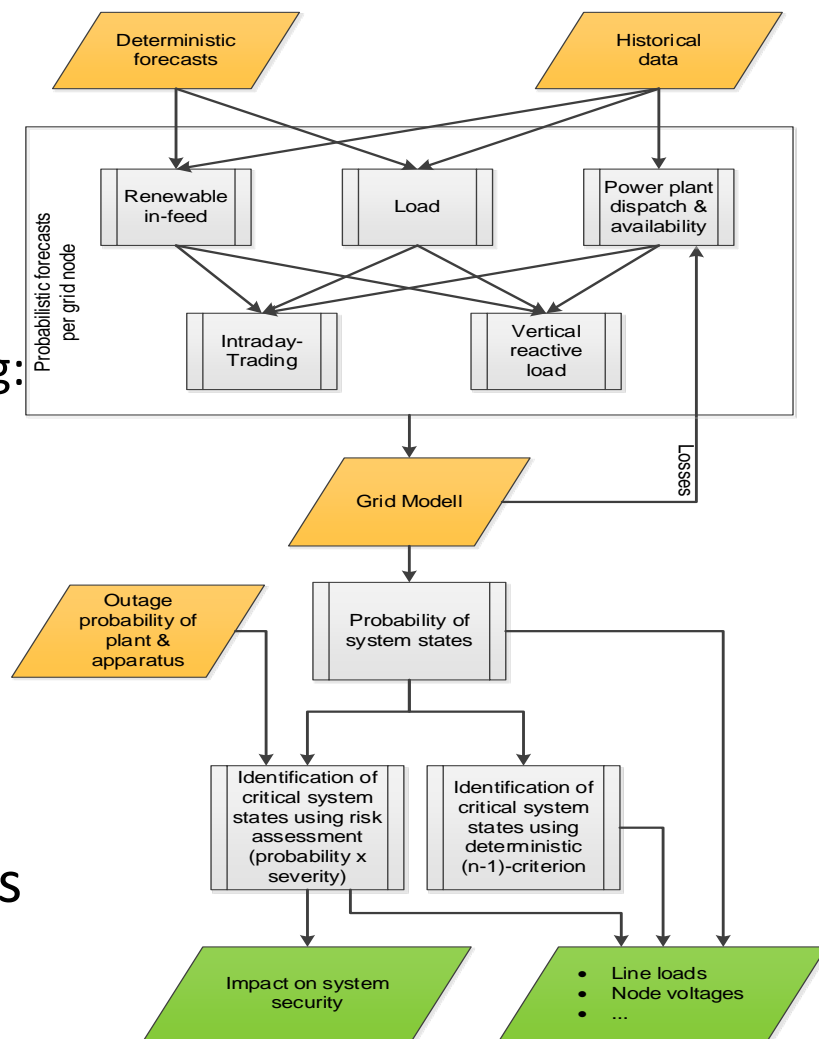 Deterministic
forecasts
Historical
data
Probabilistic forecasts
per grid node
Renewable
in-feed
Load
Power plant
dispatch &
availability
Intraday-
Trading
Vertical
reactive
load
g:
Losses
Grid Modell
Outage
probability of
plant &
apparatus
Probability of
system states
Identification of
critical system
states using risk
assessment
(probability x
severity)
Identification of
critical system
states using
deterministic
(n-1)-criterion
s
Impact on system
security
• Line loads
• Node voltages
• ...